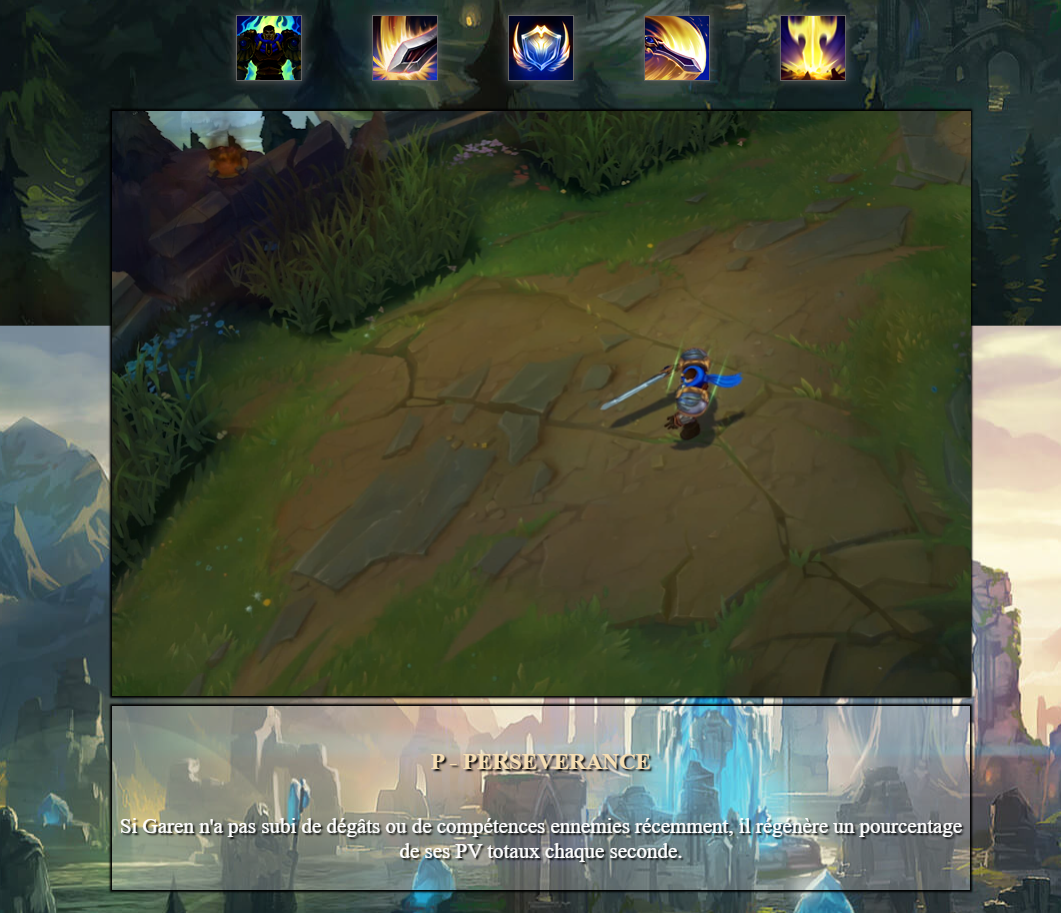 P - PERSEVERANCE
Si Garen n'a pas subi de dégâts ou de compétences ennemies récemment, il régénère un pourcentage
de ses PV totaux chaque seconde.